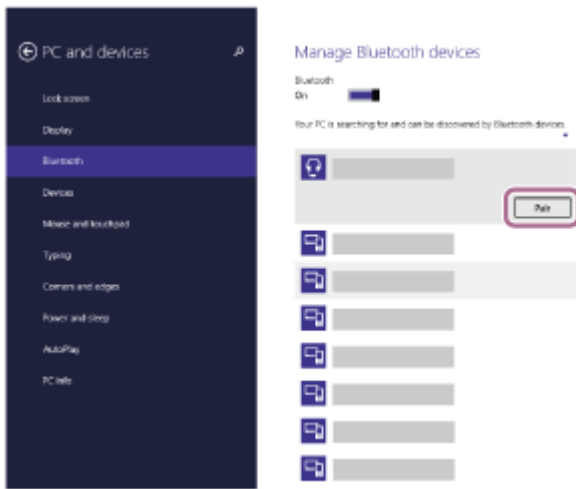 PC and devices
Lock screen
Display
Bluetooth
Devices
Mouse and touchpad
Typing
Corners and edges
Power and sleep
AutoPlay
PC info
Manage Bluetooth devices
Bluetooth
On
Your PC is searching for and can be discovered by Bluetooth devices.
Pair